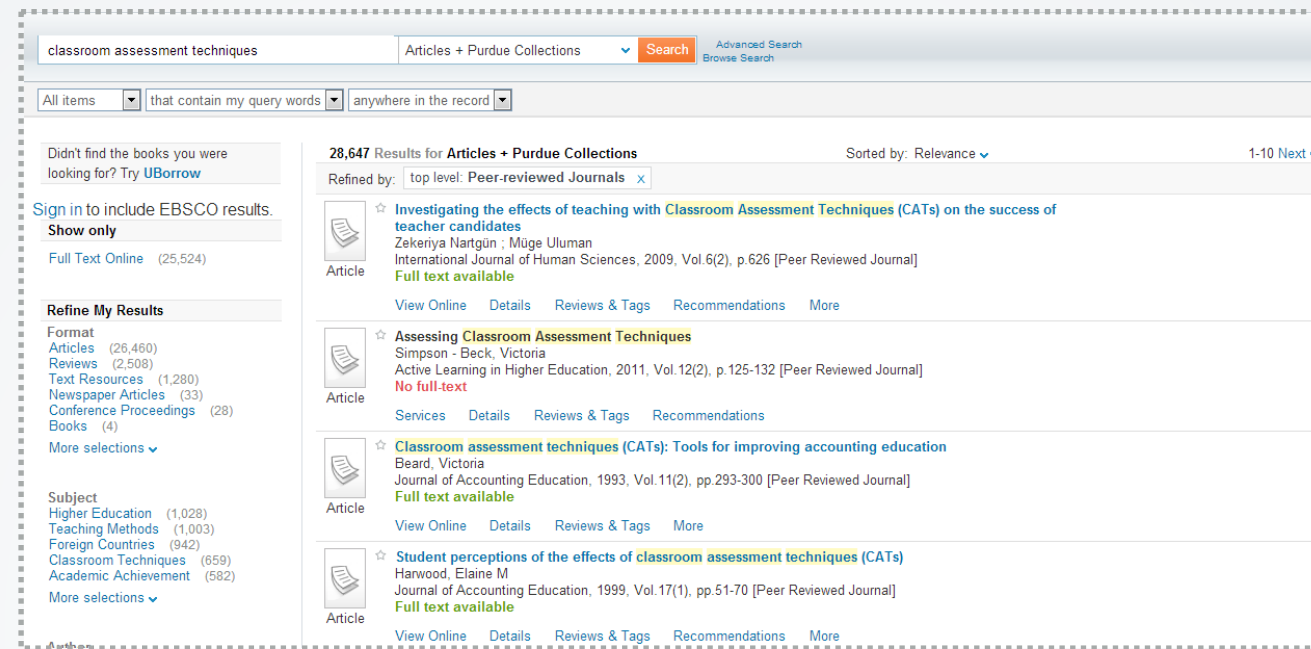 classroom assessment techniques Articles + Purdue Collections Search Advanced Search
Browse Search
All items that contain my query words anywhere in the record
Didn't find the books you were
looking for? Try UBorrow
Sign in to include EBSCO results.
Show only
Full Text Online (25,524)
Refine My Results
Format
Articles (26,460)
Reviews (2,508)
Text Resources (1,280)
Newspaper Articles (33)
Conference Proceedings (28)
Books (4)
More selections
Subject
Higher Education (1,028)
Teaching Methods (1,003)
Foreign Countries (942)
Classroom Techniques (659)
Academic Achievement (582)
More selections
28,647 Results for Articles + Purdue Collections Sorted by: Relevance 1-10 Next
Refined by: top level: Peer-reviewed Journals x
Investigating the effects of teaching with Classroom Assessment Techniques (CATs) on the success of
teacher candidates
Zekeriya Nartgün ; Müge Uluman
International Journal of Human Sciences, 2009, Vol.6(2), p.626 [Peer Reviewed Journal]
Article
Full text available
View Online Details Reviews & Tags Recommendations More
Assessing Classroom Assessment Techniques
Simpson - Beck, Victoria
Active Learning in Higher Education, 2011, Vol.12(2), p.125-132 [Peer Reviewed Journal]
No full-text
Article
Services Details Reviews & Tags Recommendations
Classroom assessment techniques (CATs): Tools for improving accounting education
Beard, Victoria
Journal of Accounting Education, 1993, Vol.11(2), pp.293-300 [Peer Reviewed Journal]
Full text available
Article
View Online Details Reviews & Tags More
Student perceptions of the effects of classroom assessment techniques (CATs)
Harwood, Elaine M
Journal of Accounting Education, 1999, Vol.17(1), pp.51-70 [Peer Reviewed Journal]
Full text available
Article
View Online Details Reviews & Tags Recommendations More